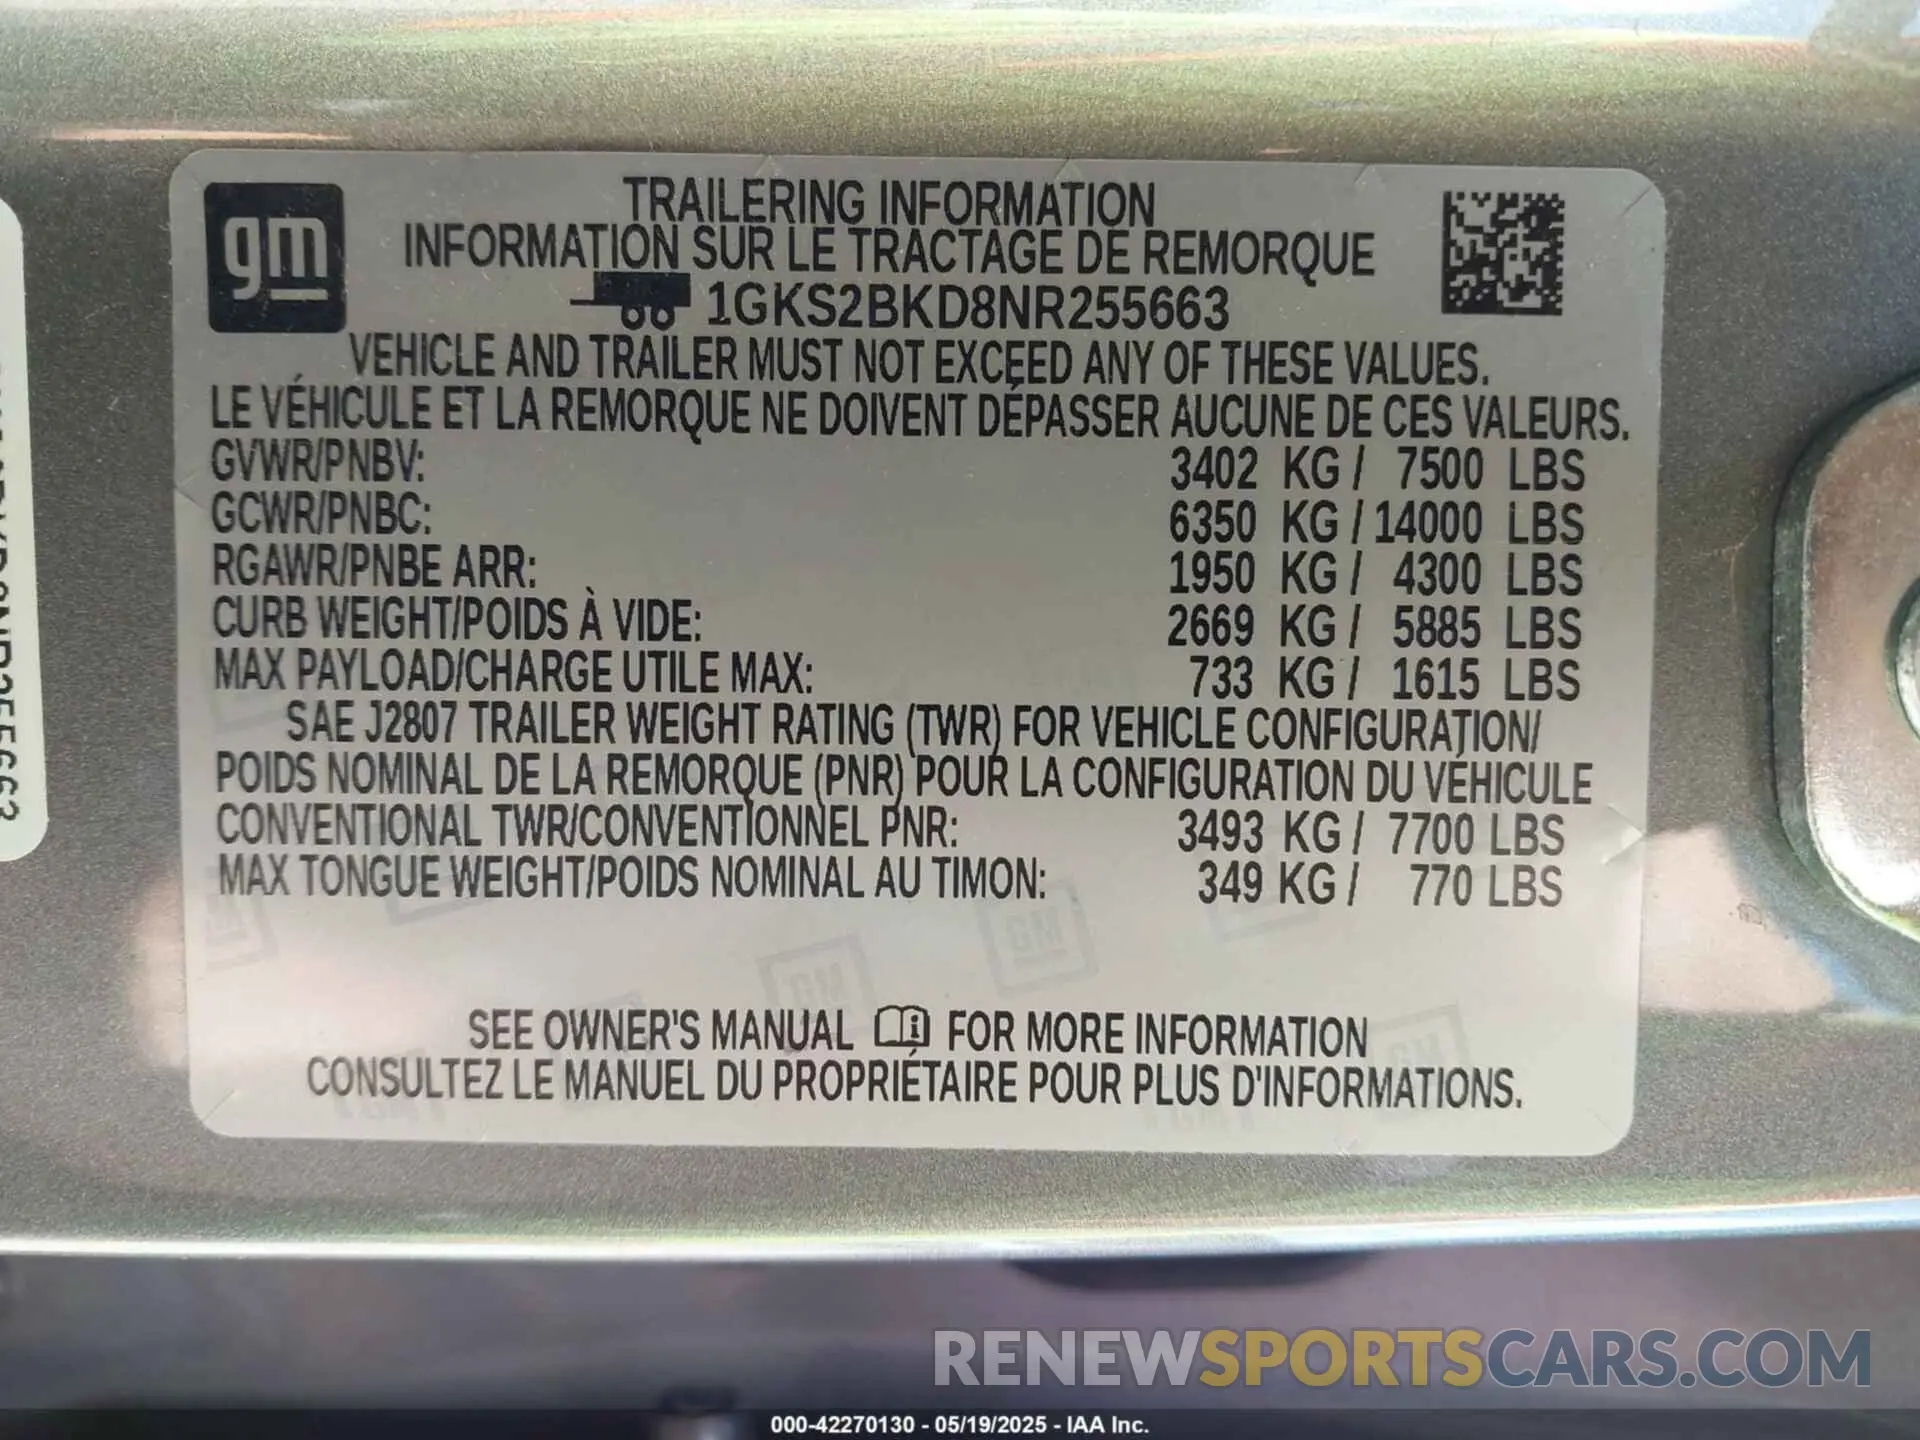 gm
TRAILERING INFORMATION
INFORMATION SUR LE TRACTAGE DE REMORQUE
1GKS2BKD8NR255663
VEHICLE AND TRAILER MUST NOT EXCEED ANY OF THESE VALUES.
LE VÉHICULE ET LA REMORQUE NE DOIVENT DÉPASSER AUCUNE DE CES VALEURS.
GVWR/PNBV: 3402 KG / 7500 LBS
GCWR/PNBC: 6350 KG / 14000 LBS
RGAWR/PNBE ARR: 1950 KG / 4300 LBS
CURB WEIGHT/POIDS À VIDE: 2669 KG / 5885 LBS
MAX PAYLOAD/CHARGE UTILE MAX: 733 KG / 1615 LBS
SAE J2807 TRAILER WEIGHT RATING (TWR) FOR VEHICLE CONFIGURATION/
POIDS NOMINAL DE LA REMORQUE (PNR) POUR LA CONFIGURATION DU VÉHICULE
CONVENTIONAL TWR/CONVENTIONNEL PNR: 3493 KG / 7700 LBS
MAX TONGUE WEIGHT/POIDS NOMINAL AU TIMON: 349 KG / 770 LBS
GM GM
SEE OWNER'S MANUAL FOR MORE INFORMATION
CONSULTEZ LE MANUEL DU PROPRIÉTAIRE POUR PLUS D'INFORMATIONS.
RENEWSPORTSCARS.COM
000-42270130 - 05/19/2025 - IAA Inc.